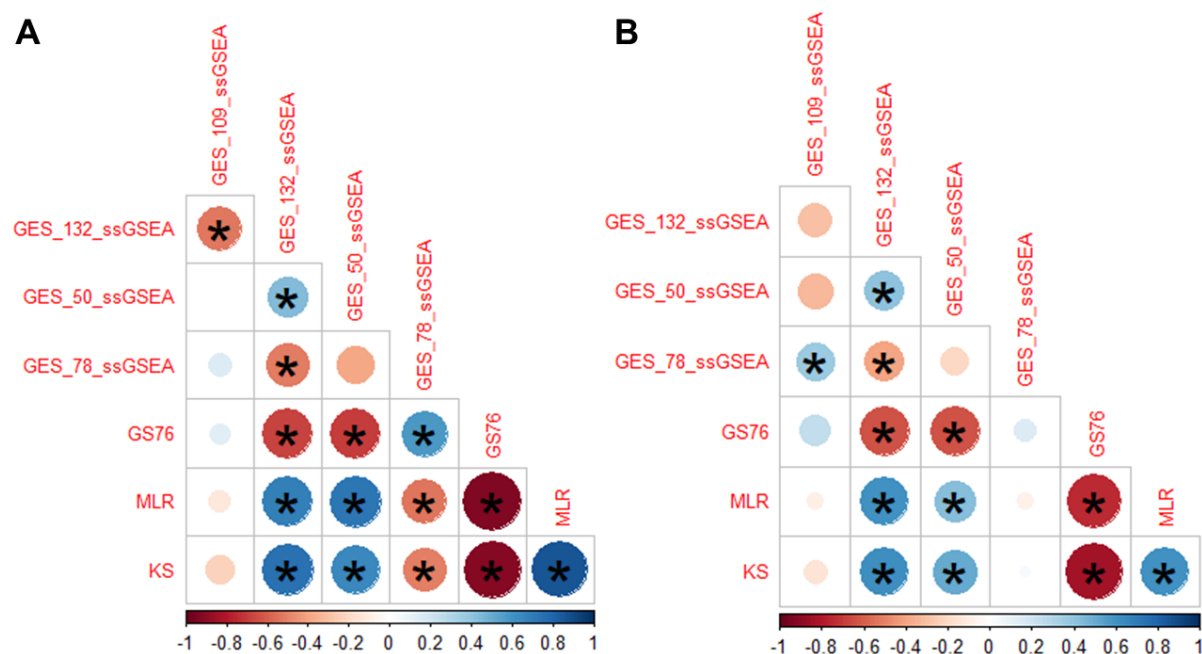 A
GES_109_ssGSEA
GES_132_ssGSEA
GES_50_ssGSEA
GES_78_ssGSEA
GS76
MLR
GES_132_ssGSEA
*
GES_50_ssGSEA
*
GES_78_ssGSEA
*
GS76
* * *
MLR
* * * *
KS
* * * * *
-1 -0.8 -0.6 -0.4 -0.2 0 0.2 0.4 0.6 0.8 1
B
GES_109_ssGSEA
GES_132_ssGSEA
GES_50_ssGSEA
GES_78_ssGSEA
GS76
MLR
GES_132_ssGSEA
GES_50_ssGSEA
*
GES_78_ssGSEA
* *
GS76
* *
MLR
* * *
KS
* * * *
-1 -0.8 -0.6 -0.4 -0.2 0 0.2 0.4 0.6 0.8 1